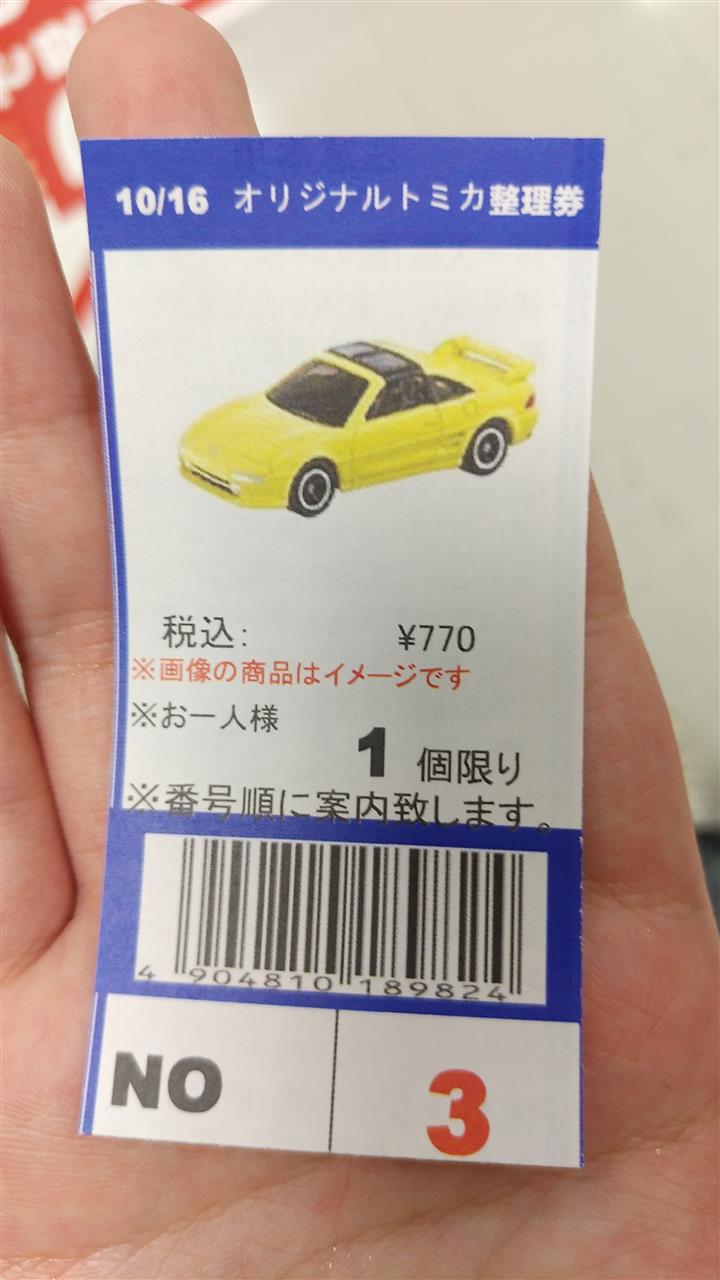 10/16 オリジナルトミカ整理券
税込: ¥770
※画像の商品はイメージです
※お一人様
1 個限り
※番号順に案内致します。
4 904810 189824
NO 3